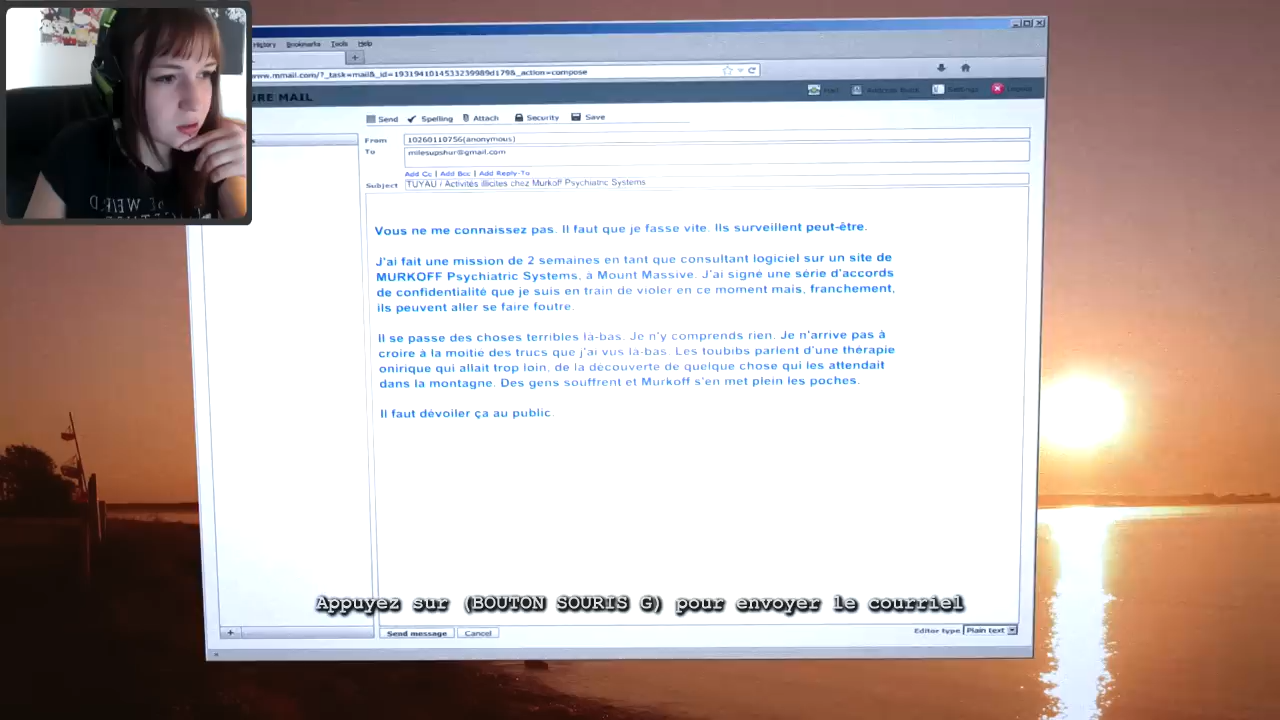 History Bookmarks Tools Help
+
www.mmail.com/?_task=mail&_id=1931941014533239989d179&_action=compose
URE MAIL
Mail Address Book Settings Logout
Send Spelling Attach Security Save
From 10260110756(anonymous)
To milesupshur@gmail.com
Add Cc | Add Bcc | Add Reply-To
Subject TUYAU / Activités illicites chez Murkoff Psychiatric Systems
Vous ne me connaissez pas. Il faut que je fasse vite. Ils surveillent peut-être.
J'ai fait une mission de 2 semaines en tant que consultant logiciel sur un site de
MURKOFF Psychiatric Systems, à Mount Massive. J'ai signé une série d'accords
de confidentialité que je suis en train de violer en ce moment mais, franchement,
ils peuvent aller se faire foutre.
Il se passe des choses terribles la-bas. Je n'y comprends rien. Je n'arrive pas à
croire à la moitie des trucs que j'ai vus la-bas. Les toubibs parlent d'une thérapie
onirique qui allait trop loin, de la découverte de quelque chose qui les attendait
dans la montagne. Des gens souffrent et Murkoff s'en met plein les poches.
Il faut dévoiler ça au public.
Appuyez sur (BOUTON SOURIS G) pour envoyer le courriel
+
Send message Cancel
Editor type Plain text